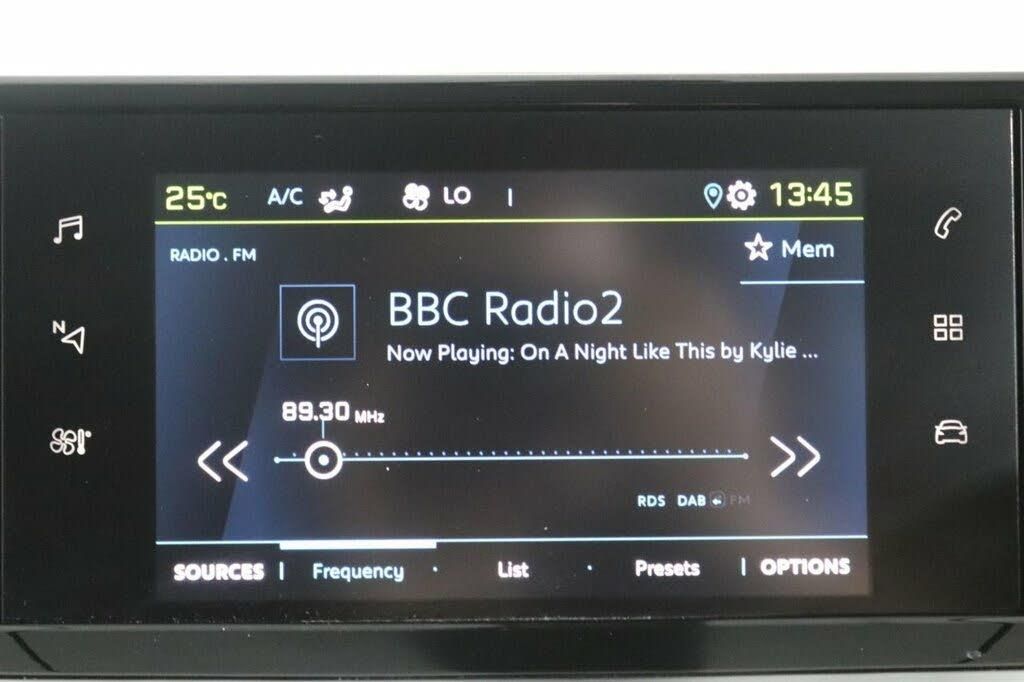 25°C A/C LO 13:45
RADIO . FM
Mem
BBC Radio2
Now Playing: On A Night Like This by Kylie ...
N
89.30 MHz
RDS DAB FM
SOURCES | Frequency · List · Presets | OPTIONS